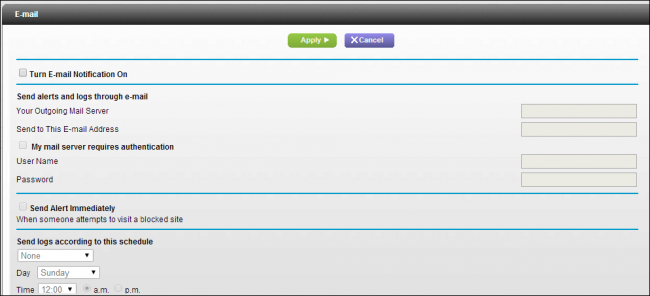 E-mail
Apply
Cancel
Turn E-mail Notification On
Send alerts and logs through e-mail
Your Outgoing Mail Server
Send to This E-mail Address
My mail server requires authentication
User Name
Password
Send Alert Immediately
When someone attempts to visit a blocked site
Send logs according to this schedule
None
Day Sunday
Time 12:00 a.m. p.m.